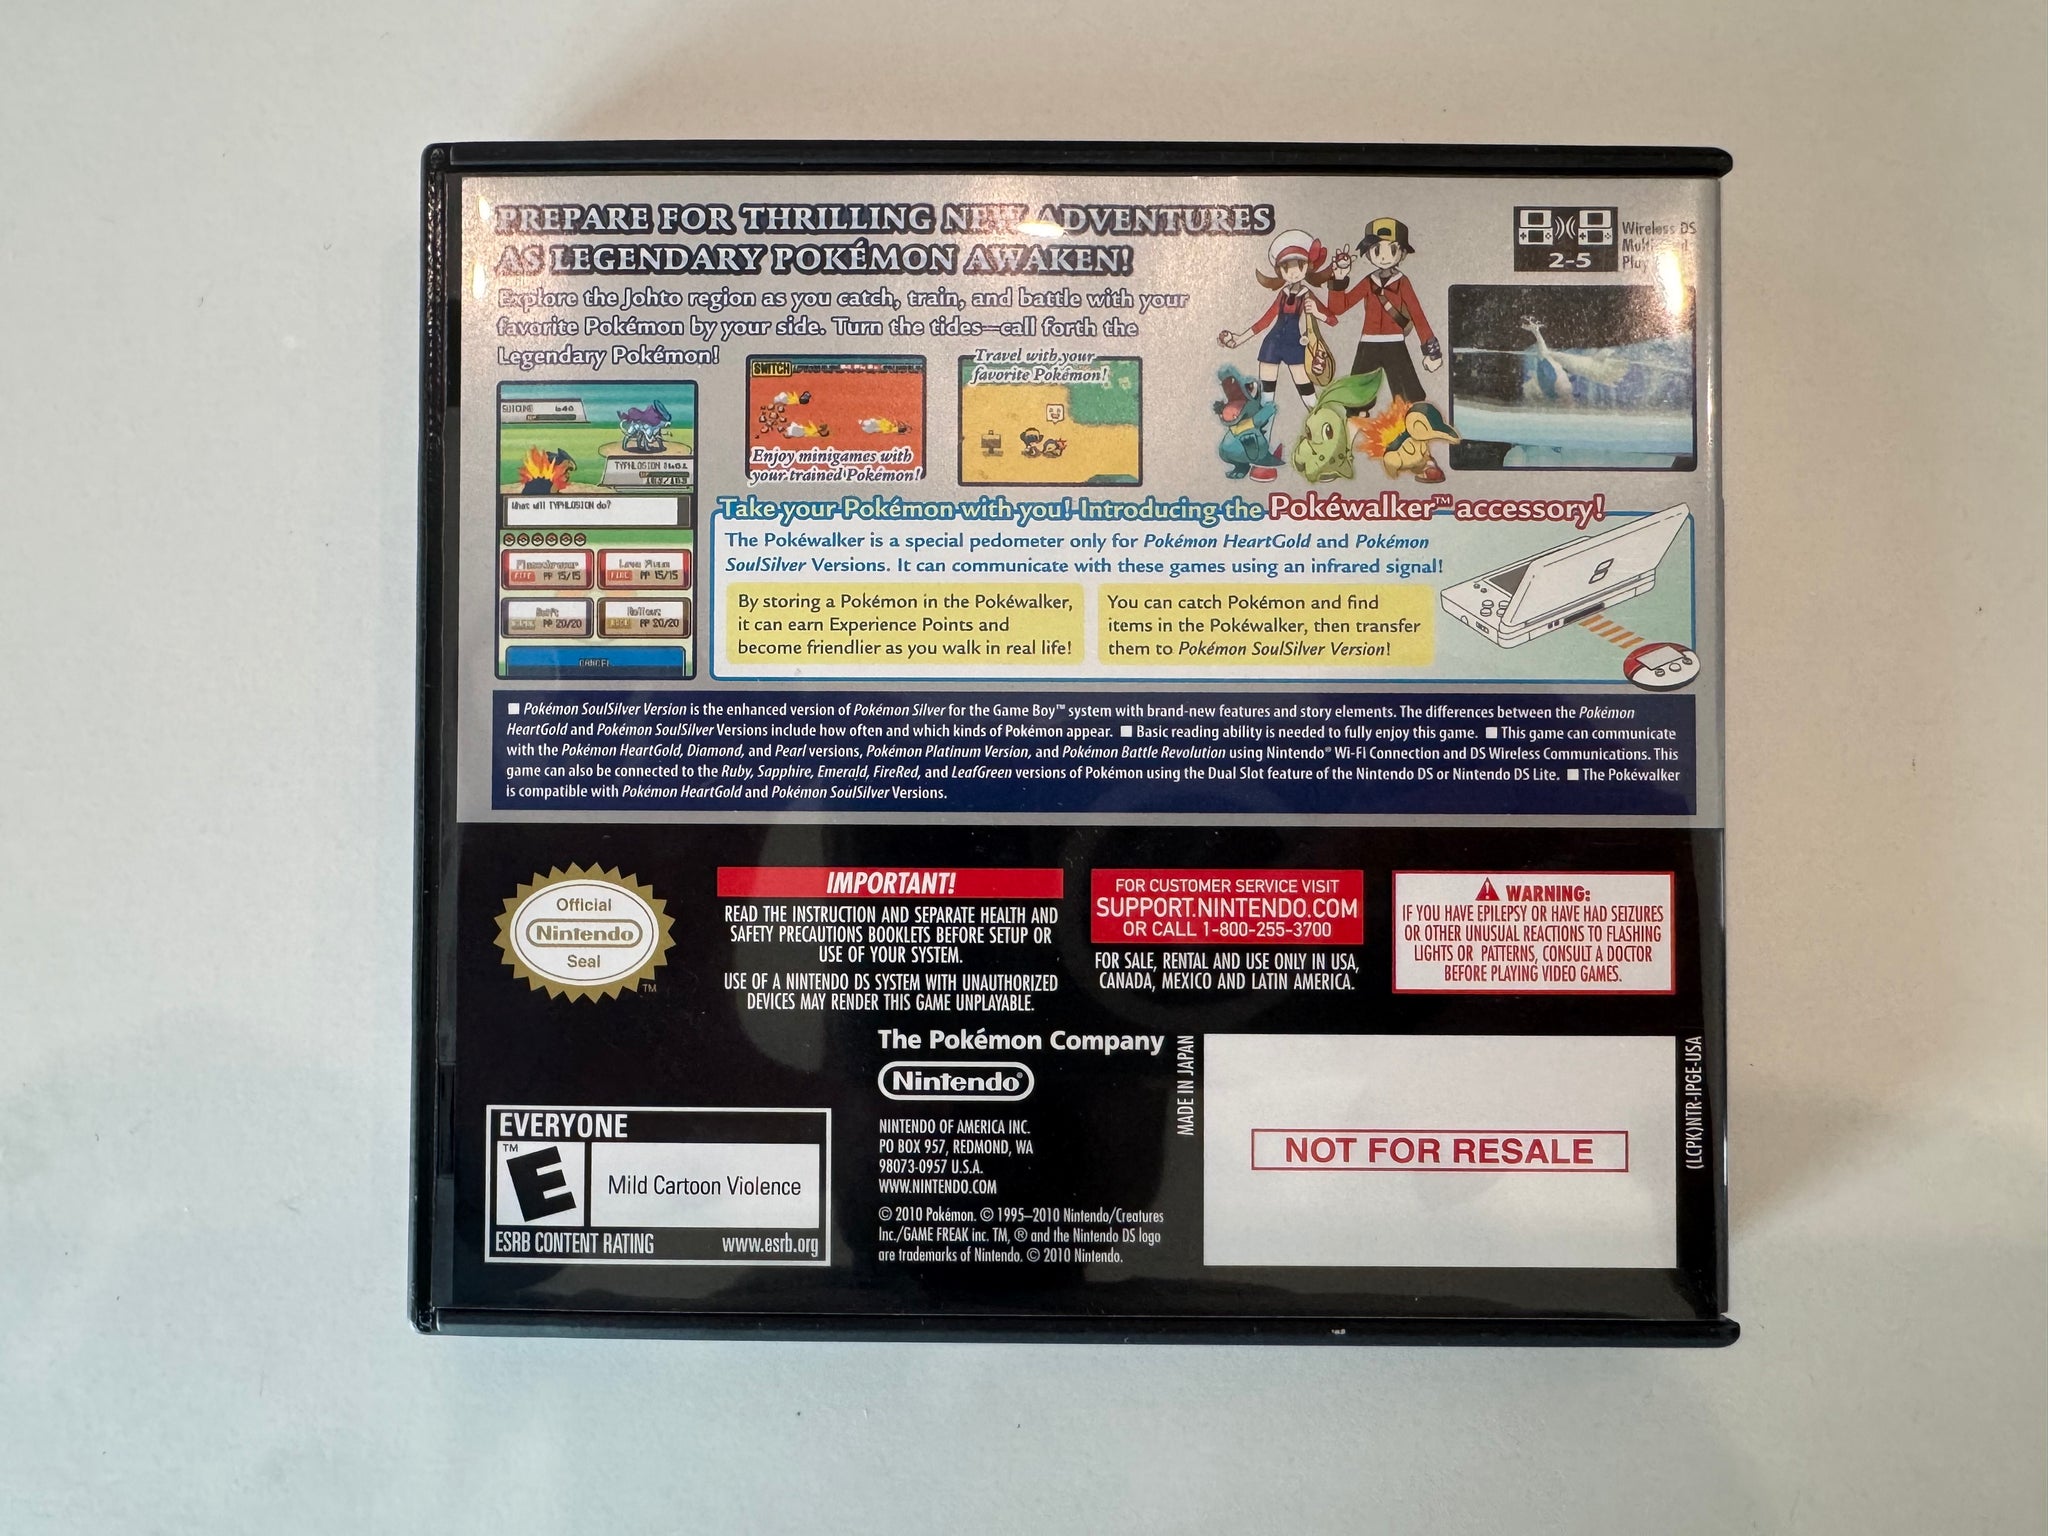 PREPARE FOR THRILLING NEW ADVENTURES
AS LEGENDARY POKÉMON AWAKEN!
Explore the Johto region as you catch, train, and battle with your
favorite Pokémon by your side. Turn the tides—call forth the
Legendary Pokémon!
Wireless DS
Play
2-5
SUICUNE
TYPHLOSION
What will TYPHLOSION do?
PP 15/15
PP 15/15
Swift
PP 20/20
Rollout
PP 20/20
CANCEL
SWITCH
Enjoy minigames with
your trained Pokémon!
Travel with your
favorite Pokémon!
Take your Pokémon with you! Introducing the Pokéwalker™ accessory!
The Pokéwalker is a special pedometer only for Pokémon HeartGold and Pokémon
SoulSilver Versions. It can communicate with these games using an infrared signal!
By storing a Pokémon in the Pokéwalker,
it can earn Experience Points and
become friendlier as you walk in real life!
You can catch Pokémon and find
items in the Pokéwalker, then transfer
them to Pokémon SoulSilver Version!
■ Pokémon SoulSilver Version is the enhanced version of Pokémon Silver for the Game Boy™ system with brand-new features and story elements. The differences between the Pokémon
HeartGold and Pokémon SoulSilver Versions include how often and which kinds of Pokémon appear. ■ Basic reading ability is needed to fully enjoy this game. ■ This game can communicate
with the Pokémon HeartGold, Diamond, and Pearl versions, Pokémon Platinum Version, and Pokémon Battle Revolution using Nintendo® Wi-Fi Connection and DS Wireless Communications. This
game can also be connected to the Ruby, Sapphire, Emerald, FireRed, and LeafGreen versions of Pokémon using the Dual Slot feature of the Nintendo DS or Nintendo DS Lite. ■ The Pokéwalker
is compatible with Pokémon HeartGold and Pokémon SoulSilver Versions.
Official
Nintendo
Seal
TM
IMPORTANT!
READ THE INSTRUCTION AND SEPARATE HEALTH AND
SAFETY PRECAUTIONS BOOKLETS BEFORE SETUP OR
USE OF YOUR SYSTEM.
USE OF A NINTENDO DS SYSTEM WITH UNAUTHORIZED
DEVICES MAY RENDER THIS GAME UNPLAYABLE.
FOR CUSTOMER SERVICE VISIT
SUPPORT.NINTENDO.COM
OR CALL 1-800-255-3700
FOR SALE, RENTAL AND USE ONLY IN USA,
CANADA, MEXICO AND LATIN AMERICA.
WARNING:
IF YOU HAVE EPILEPSY OR HAVE HAD SEIZURES
OR OTHER UNUSUAL REACTIONS TO FLASHING
LIGHTS OR PATTERNS, CONSULT A DOCTOR
BEFORE PLAYING VIDEO GAMES.
The Pokémon Company
Nintendo®
NINTENDO OF AMERICA INC.
PO BOX 957, REDMOND, WA
98073-0957 U.S.A.
WWW.NINTENDO.COM
© 2010 Pokémon. © 1995–2010 Nintendo/Creatures
Inc./GAME FREAK inc. TM, ® and the Nintendo DS logo
are trademarks of Nintendo. © 2010 Nintendo.
MADE IN JAPAN
NOT FOR RESALE
(LCPK)NTR-IPGE-USA
EVERYONE
TM
E
Mild Cartoon Violence
ESRB CONTENT RATING www.esrb.org